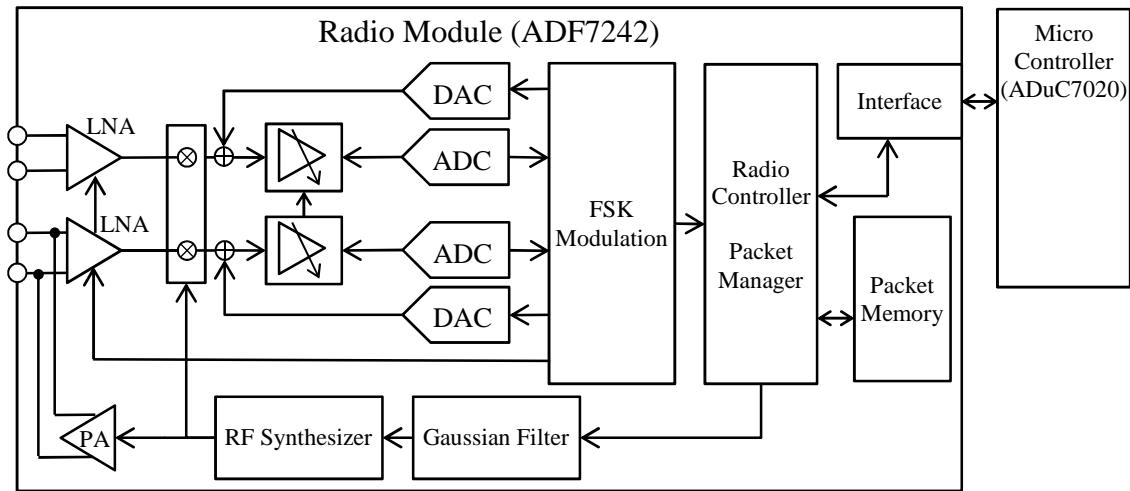 Radio Module (ADF7242)
Micro
Controller
(ADuC7020)
DAC
Interface
LNA
ADC
Radio
Controller
Packet
Manager
FSK
Modulation
LNA
ADC
Packet
Memory
DAC
PA
RF Synthesizer
Gaussian Filter